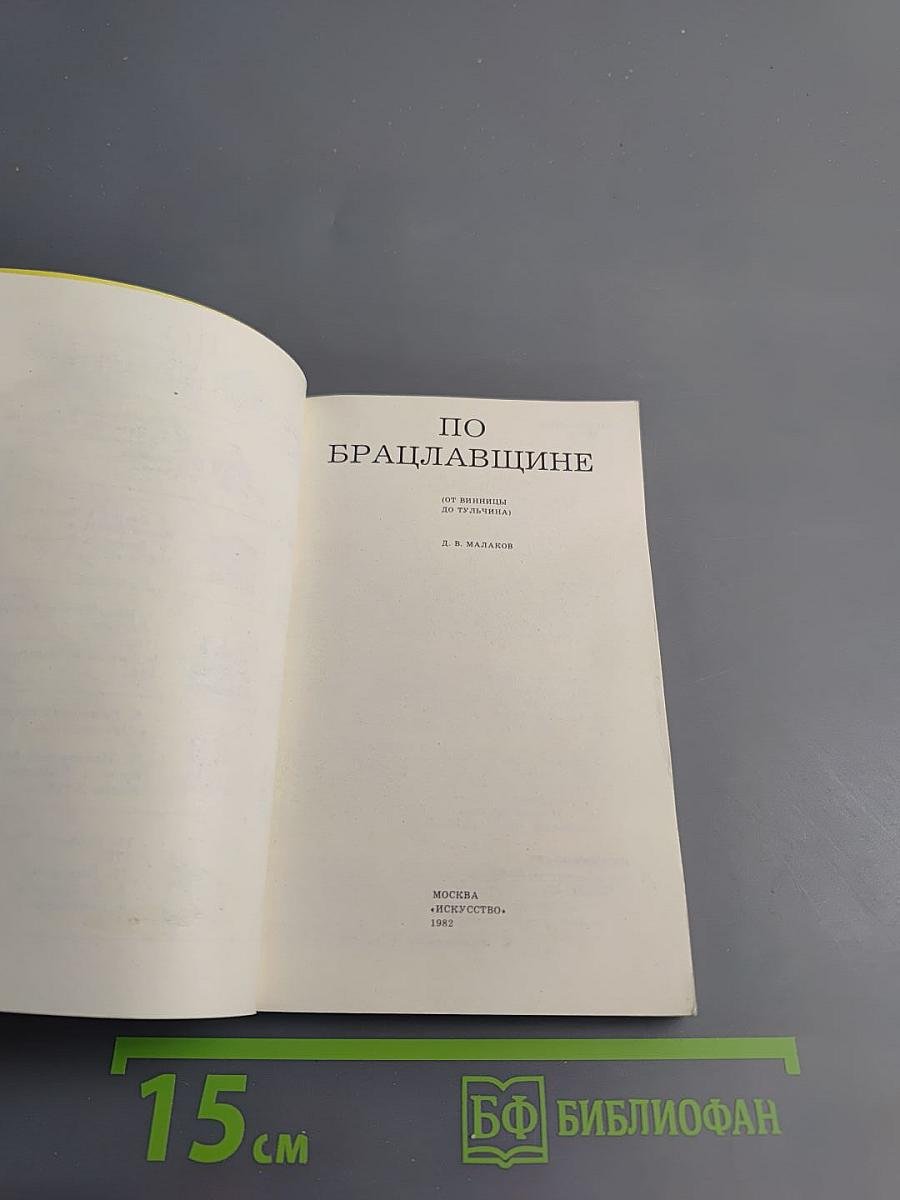 ПО
БРАЦЛАВЩИНЕ
(ОТ ВИННИЦЫ
ДО ТУЛЬЧИНА)
Д. В. МАЛАКОВ
МОСКВА
«ИСКУССТВО»
1982
15 см
БФ БИБЛИОФАН